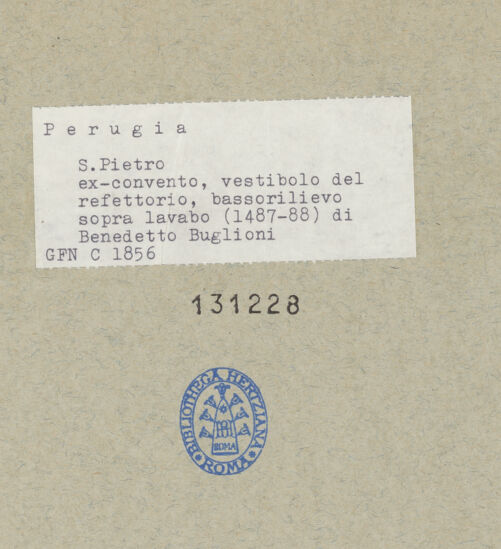 Perugia
S.Pietro
ex-convento, vestibolo del
refettorio, bassorilievo
sopra lavabo (1487-88) di
Benedetto Buglioni
GFN C 1856
131228
BIBLIOTHECA HERTZIANA
ROMA
ROMA